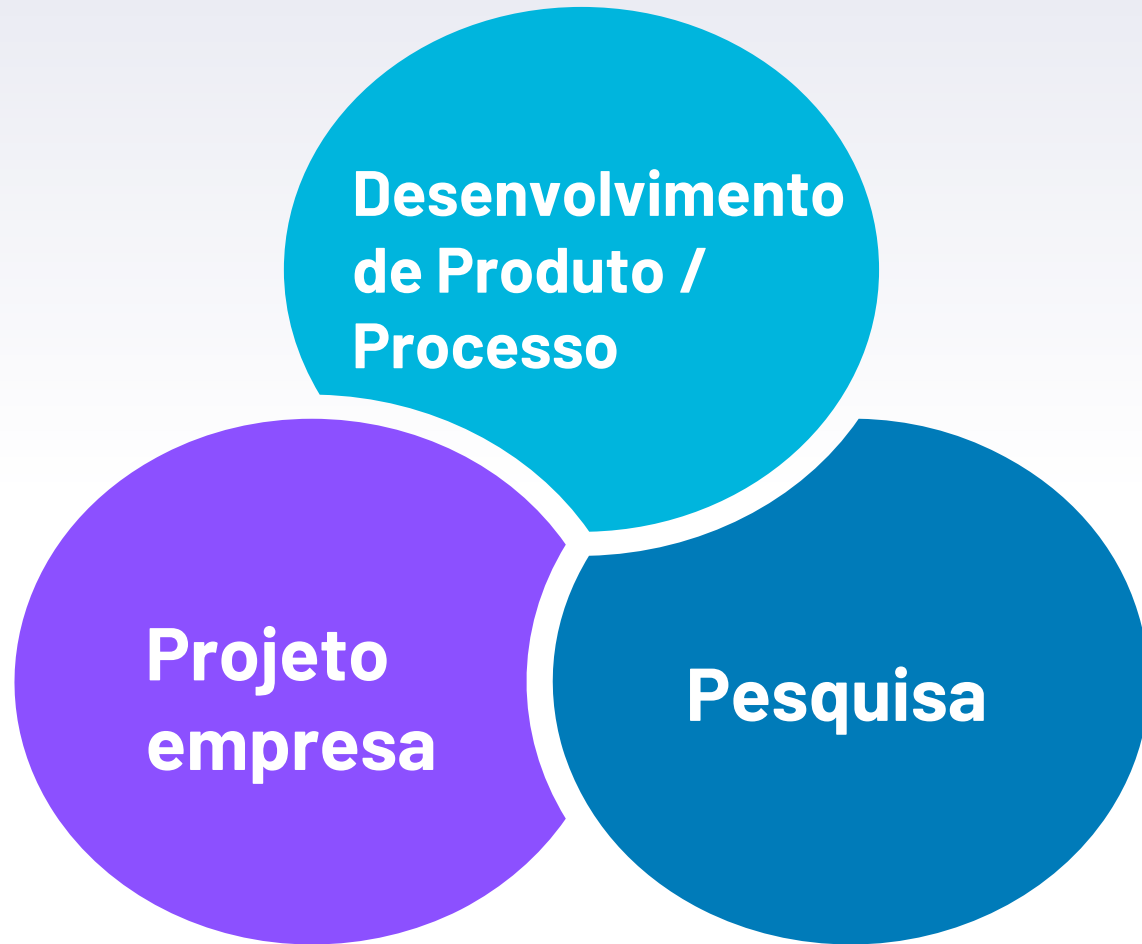 Desenvolvimento
de Produto /
Processo
Projeto
empresa
Pesquisa